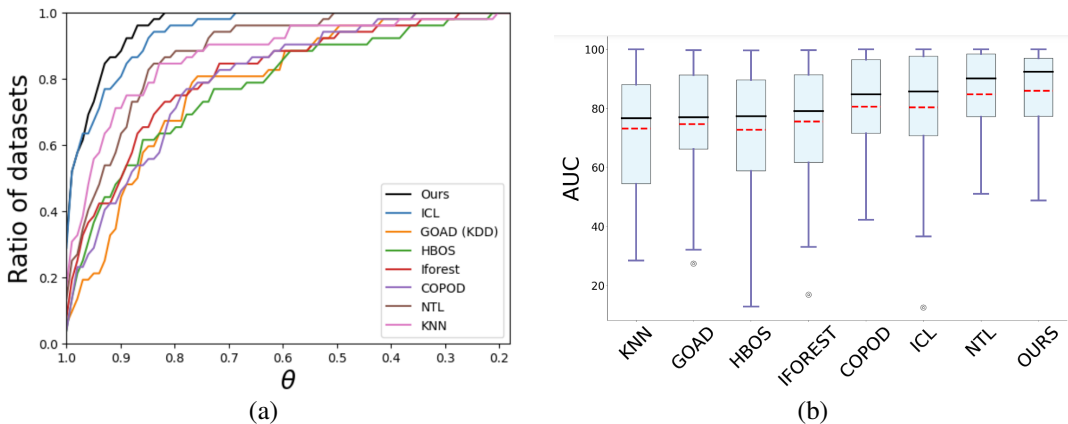 1.0
0.8
0.6
0.4
0.2
0.0
Ratio of datasets
Ours
ICL
GOAD (KDD)
HBOS
Iforest
COPOD
NTL
KNN
1.0 0.9 0.8 0.7 0.6 0.5 0.4 0.3 0.2
θ
(a)
100
80
60
40
20
AUC
KNN GOAD HBOS IFOREST COPOD ICL NTL OURS
(b)